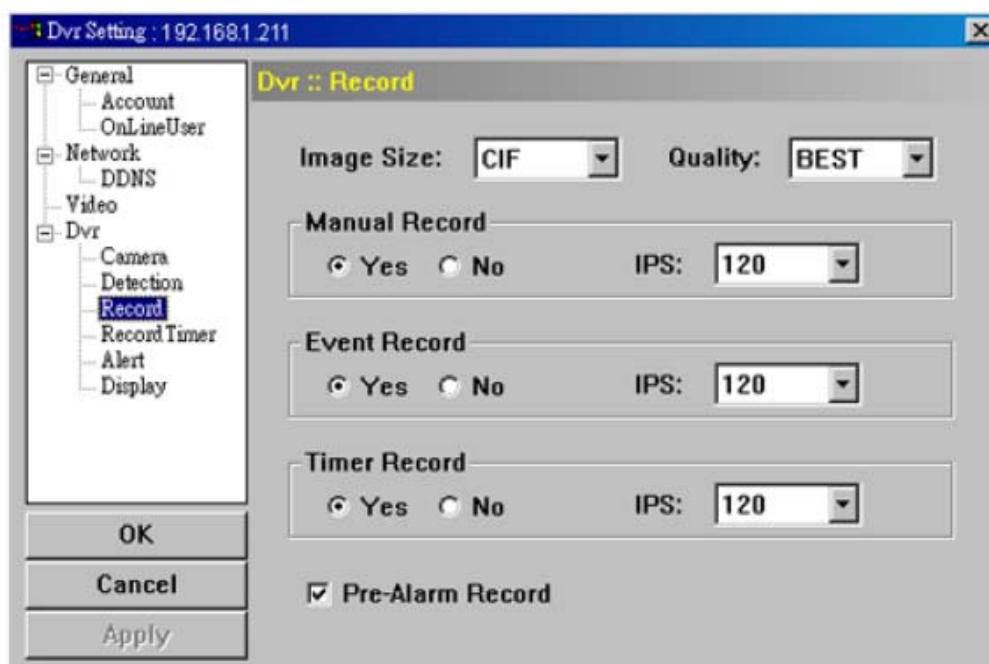 Dvr Setting : 192.168.1.211
General
Account
OnLineUser
Network
DDNS
Video
Dvr
Camera
Detection
Record
Record Timer
Alert
Display
OK
Cancel
Apply
Dvr :: Record
Image Size: CIF Quality: BEST
Manual Record
Yes No IPS: 120
Event Record
Yes No IPS: 120
Timer Record
Yes No IPS: 120
Pre-Alarm Record